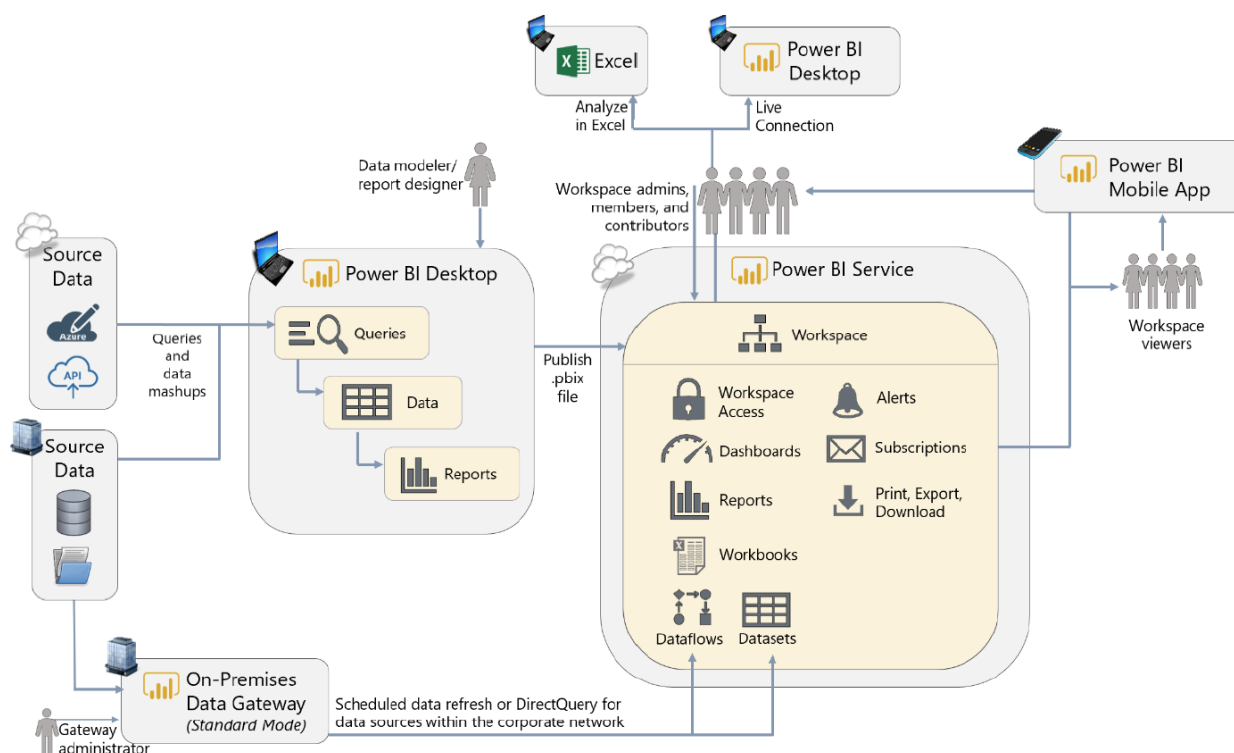 Excel
Power BI
Desktop
Analyze
in Excel
Live
Connection
Data modeler/
report designer
Workspace admins,
members, and
contributors
Power BI
Mobile App
Source
Data
Azure
API
Queries
and
data
mashups
Power BI Desktop
Queries
Data
Reports
Publish
.pbix
file
Power BI Service
Workspace
Workspace
Access
Alerts
Dashboards
Subscriptions
Reports
Print, Export,
Download
Workbooks
Dataflows
Datasets
Workspace
viewers
Source
Data
On-Premises
Data Gateway
(Standard Mode)
Gateway
administrator
Scheduled data refresh or DirectQuery for
data sources within the corporate network